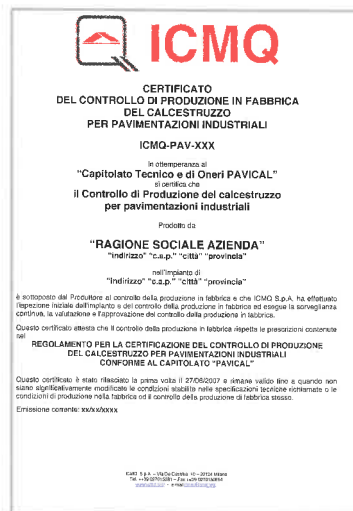 ICMQ
CERTIFICATO
DEL CONTROLLO DI PRODUZIONE IN FABBRICA
DEL CALCESTRUZZO
PER PAVIMENTAZIONI INDUSTRIALI
ICMQ-PAV-XXX
In ottemperanza al
"Capitolato Tecnico e di Oneri PAVICAL"
si certifica che
il Controllo di Produzione del calcestruzzo
per pavimentazioni industriali
Prodotto da
"RAGIONE SOCIALE AZIENDA"
"indirizzo" "c.a.p." "città" "provincia"
nell'impianto di
"indirizzo" "c.a.p." "città" "provincia"
è sottoposto dal Produttore al controllo della produzione in fabbrica e che ICMQ S.p.A. ha effettuato
l'ispezione iniziale dell'impianto e del controllo della produzione in fabbrica ed esegue la sorveglianza
continua, la valutazione e l'approvazione del controllo della produzione in fabbrica.
Questo certificato attesta che il controllo della produzione in fabbrica rispetta le prescrizioni contenute
nel
REGOLAMENTO PER LA CERTIFICAZIONE DEL CONTROLLO DI PRODUZIONE
DEL CALCESTRUZZO PER PAVIMENTAZIONI INDUSTRIALI
CONFORME AL CAPITOLATO "PAVICAL"
Questo certificato è stato rilasciato la prima volta il 27/06/2007 e rimane valido fino a quando non
siano significativamente modificate le condizioni stabilite nelle specificazioni tecniche richiamate o le
condizioni di produzione nella fabbrica od il controllo della produzione di fabbrica stesso.
Emissione corrente: xx/xx/xxxx
ICMQ S.p.A. - Via De Castillia, 10 - 20124 Milano